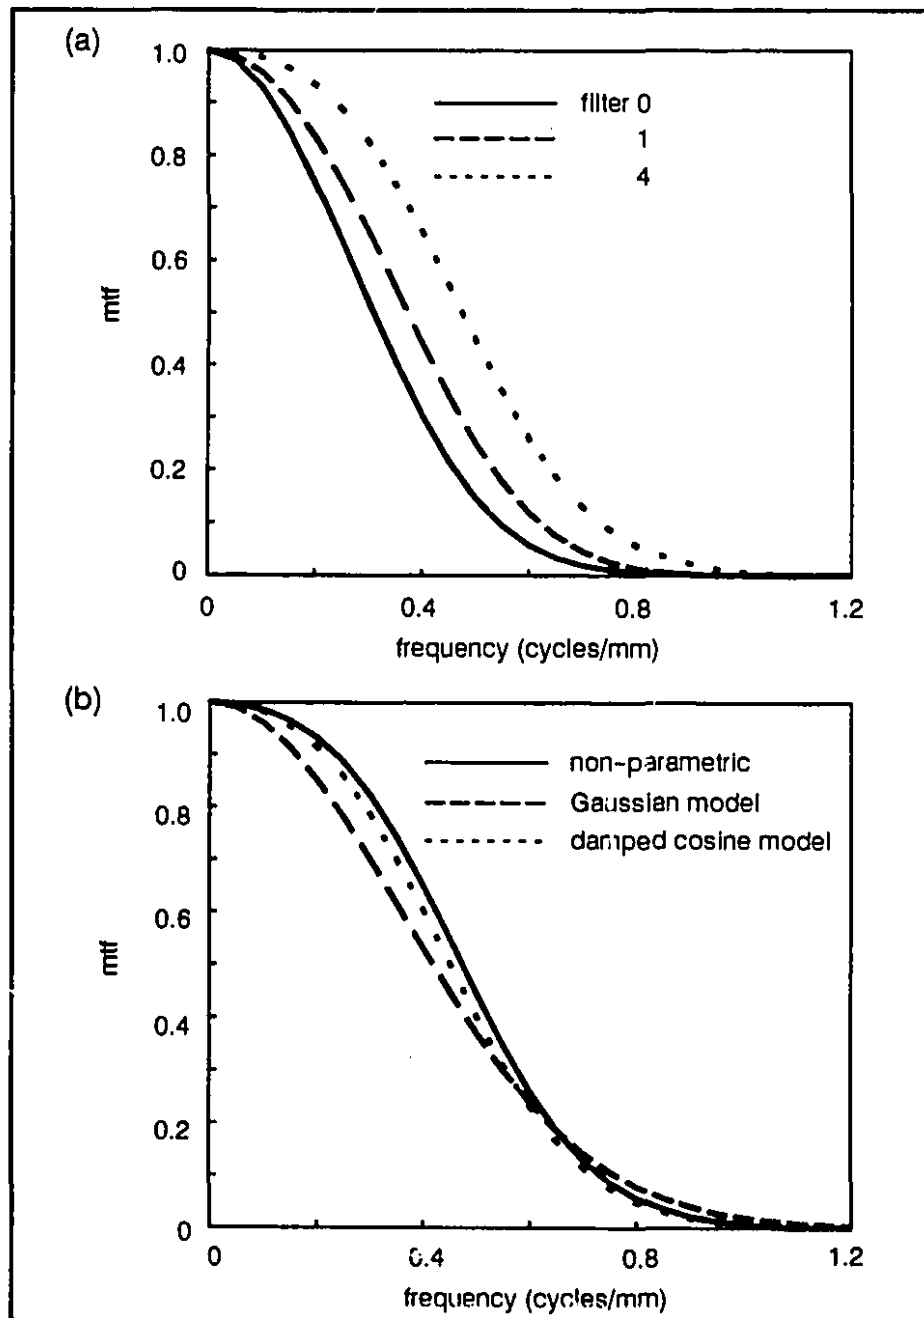 (a)
1.0
0.8
0.6
0.4
0.2
0
mtf
filter 0
1
4
0
0.4
0.8
1.2
frequency (cycles/mm)
(b)
1.0
0.8
0.6
0.4
0.2
0
mtf
non-parametric
Gaussian model
damped cosine model
0
0.4
0.8
1.2
frequency (cycles/mm)